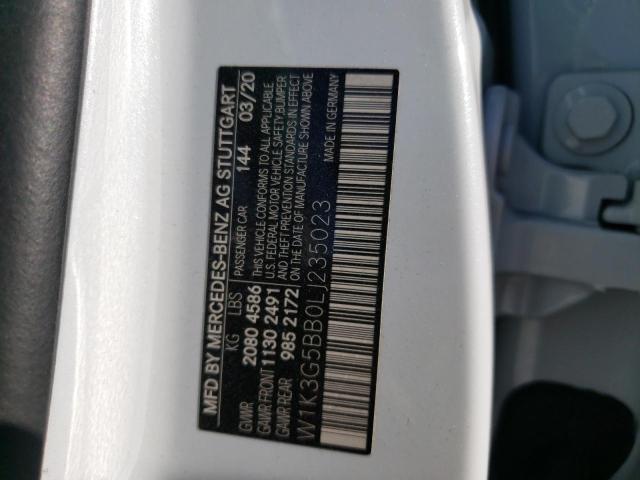 MFD BY MERCEDES-BENZ AG STUTTGART
KG LBS PASSENGER CAR 144 03/20
GVWR 2080 4586 THIS VEHICLE CONFORMS TO ALL APPLICABLE
GAWR FRONT 1130 2491 U.S. FEDERAL MOTOR VEHICLE SAFETY, BUMPER
GAWR REAR 985 2172 AND THEFT PREVENTION STANDARDS IN EFFECT
ON THE DATE OF MANUFACTURE SHOWN ABOVE
W1K3G5BB0LJ235023
MADE IN GERMANY